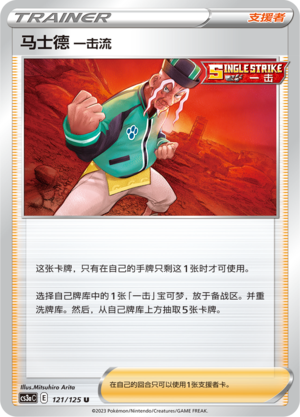 TRAINER 支援者
马士德 一击流
SINGLE STRIKE
一击
这张卡牌，只有在自己的手牌只剩这1张时才可使用。
选择自己牌库中的1张「一击」宝可梦，放于备战区。并重
洗牌库。然后，从自己牌库上方抽取5张卡牌。
Illus.Mitsuhiro Arita
CS3aC E 121/125 U
在自己的回合只可以使用1张支援者卡。
©2023 Pokémon/Nintendo/Creatures/GAME FREAK.